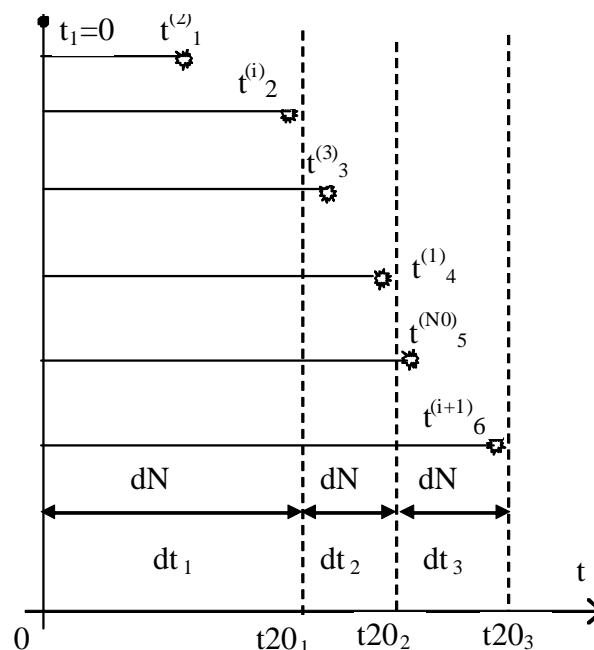 t₁=0 t⁽²⁾₁
t⁽ⁱ⁾₂
t⁽³⁾₃
t⁽¹⁾₄
t⁽ᴺ⁰⁾₅
t⁽ⁱ⁺¹⁾₆
dN dN dN
dt₁ dt₂ dt₃ t
0 t20₁ t20₂ t20₃